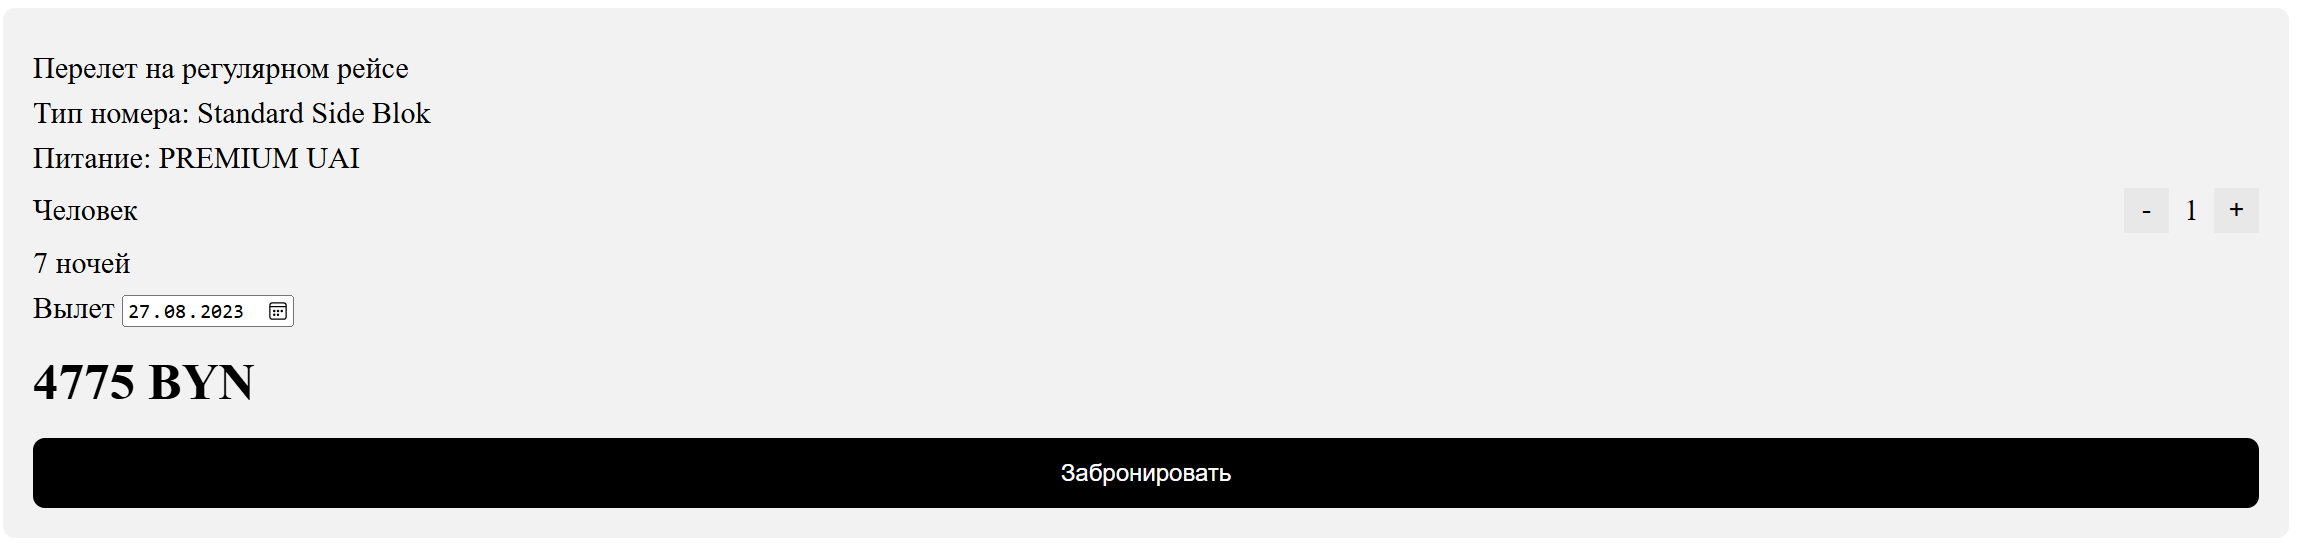 Перелет на регулярном рейсе
Тип номера: Standard Side Blok
Питание: PREMIUM UAI
Человек - 1 +
7 ночей
Вылет 27.08.2023
4775 BYN
Забронировать